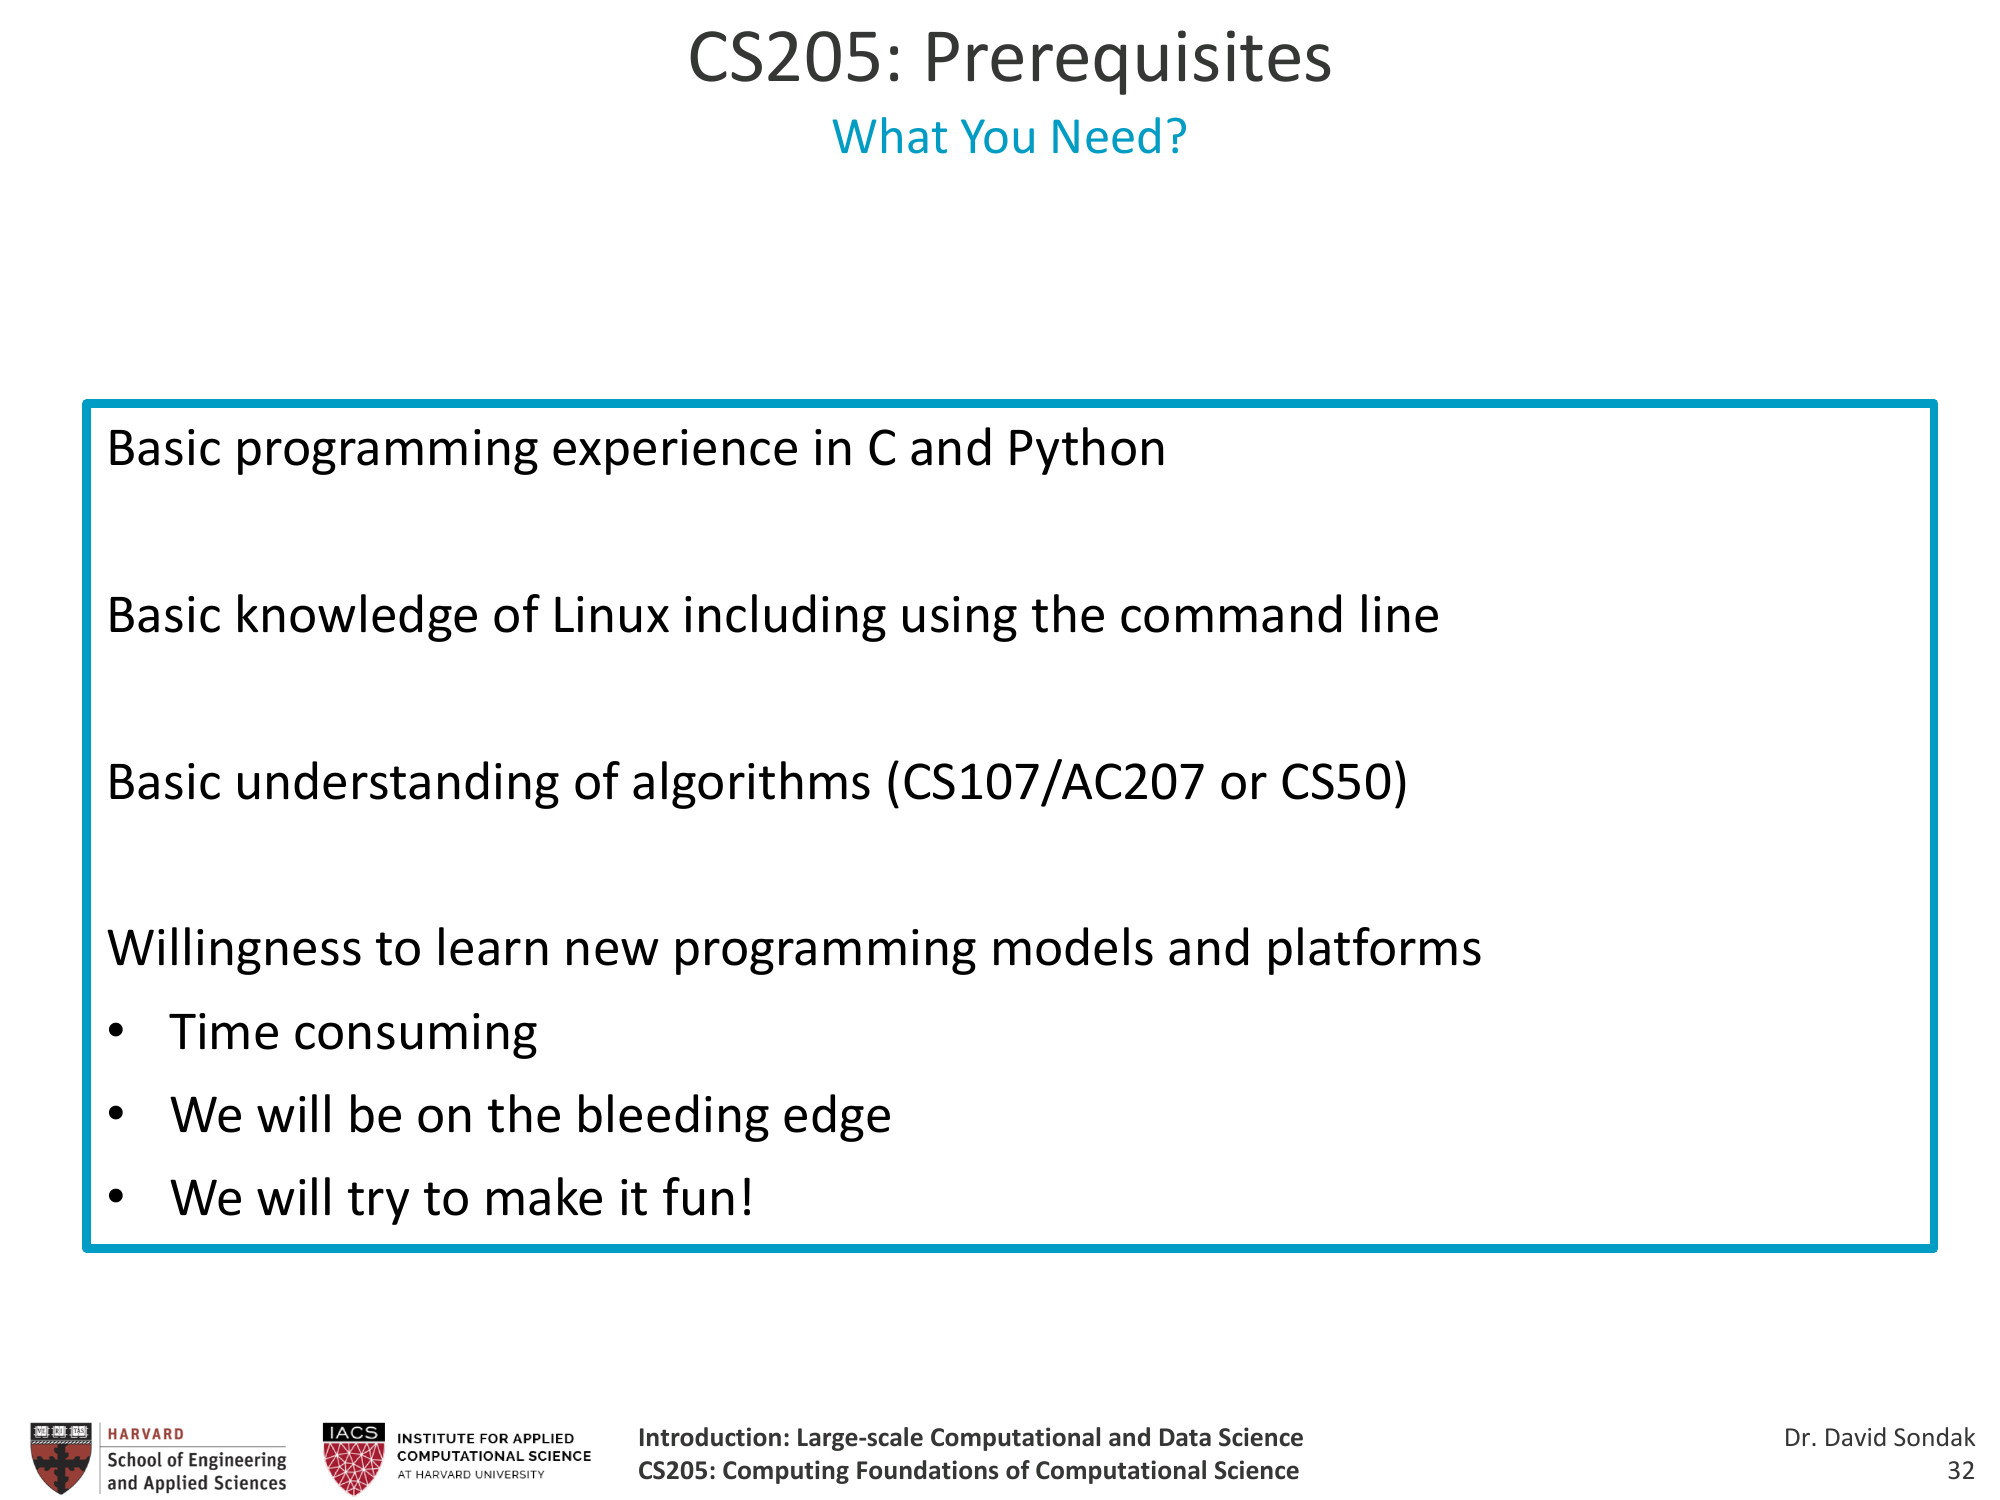 CS205: Prerequisites
What You Need?
Basic programming experience in C and Python
Basic knowledge of Linux including using the command line
Basic understanding of algorithms (CS107/AC207 or CS50)
Willingness to learn new programming models and platforms
• Time consuming
• We will be on the bleeding edge
• We will try to make it fun!
HARVARD
School of Engineering
and Applied Sciences
IACS
INSTITUTE FOR APPLIED
COMPUTATIONAL SCIENCE
AT HARVARD UNIVERSITY
Introduction: Large-scale Computational and Data Science
CS205: Computing Foundations of Computational Science
Dr. David Sondak
32